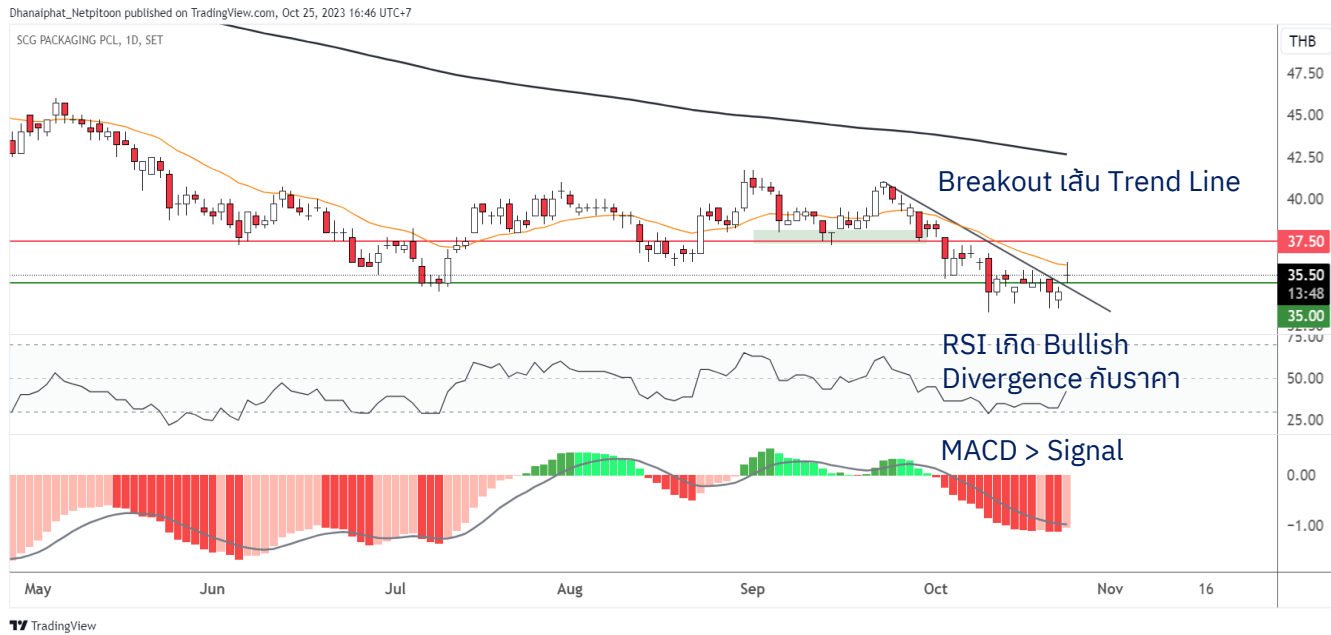 Dhanaiphat_Netpitoon published on TradingView.com, Oct 25, 2023 16:46 UTC+7
SCG PACKAGING PCL, 1D, SET
THB
47.50
45.00
42.50
Breakout เส้น Trend Line
40.00
37.50
35.50
13:48
35.00
32.50
75.00
RSI เกิด Bullish
Divergence กับราคา
50.00
25.00
MACD > Signal
0.00
−1.00
May Jun Jul Aug Sep Oct Nov 16
TradingView